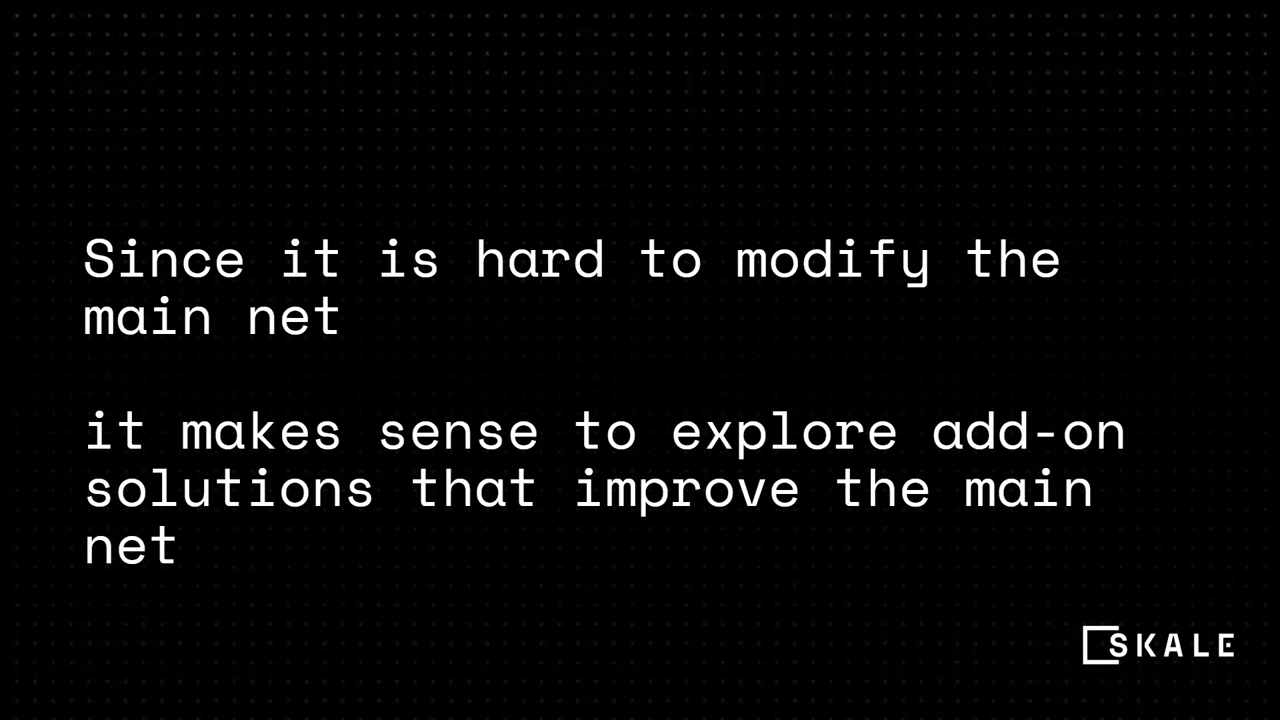 Since it is hard to modify the
main net
it makes sense to explore add-on
solutions that improve the main
net
SKALE